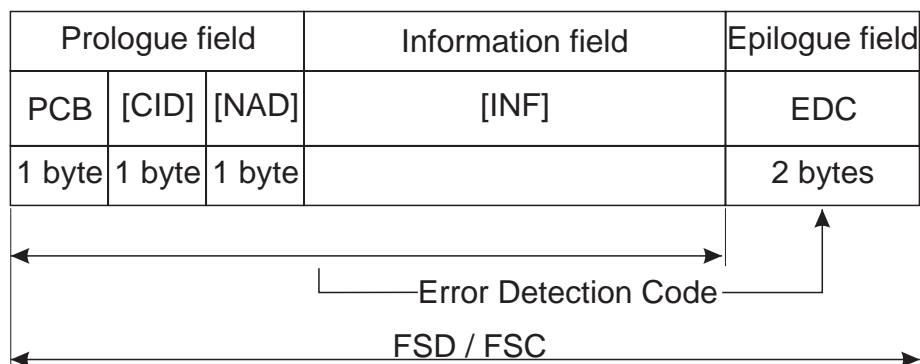 Prologue field Information field Epilogue field
PCB [CID] [NAD] [INF] EDC
1 byte 1 byte 1 byte 2 bytes
Error Detection Code
FSD / FSC